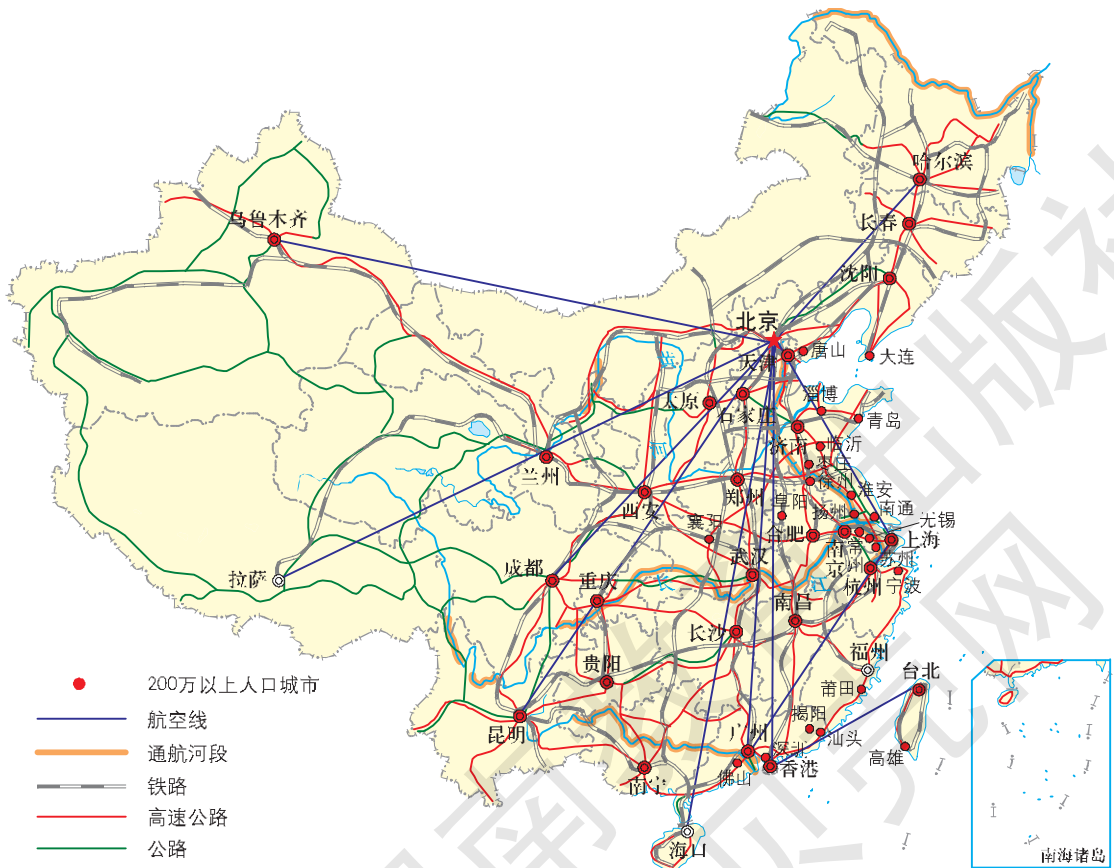 哈尔滨
长春
乌鲁木齐
沈阳
北京
天津
唐山
大连
太原
石家庄
淄博
青岛
济南
临沂
枣庄
黄
河
兰州
西安
郑州
徐州
淮安
阜阳
扬州
南通
襄阳
合肥
无锡
南京
常州
上海
苏州
拉萨
成都
重庆
武汉
长
江
杭州
宁波
南昌
长沙
贵阳
福州
台北
莆田
昆明
广州
揭阳
汕头
深圳
高雄
南宁
佛山
香港
海口
200万以上人口城市
航空线
通航河段
铁路
高速公路
公路
南海诸岛